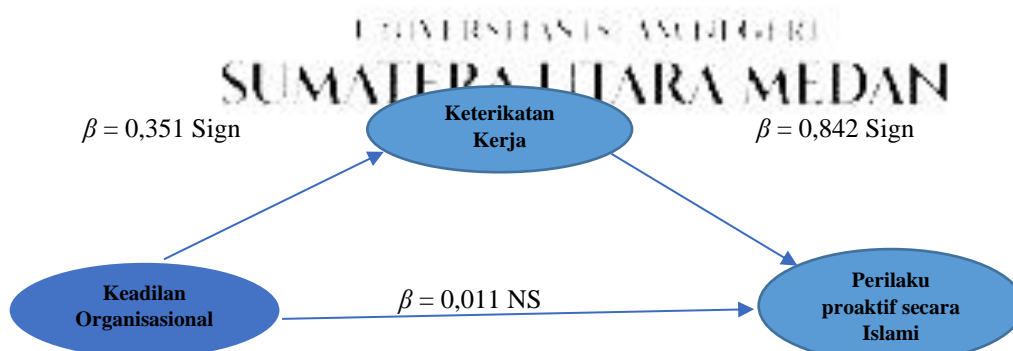 SUMATERA UTARA MEDAN
β = 0,351 Sign
Keterikatan
Kerja
β = 0,842 Sign
Keadilan
Organisasional
β = 0,011 NS
Perilaku
proaktif secara
Islami